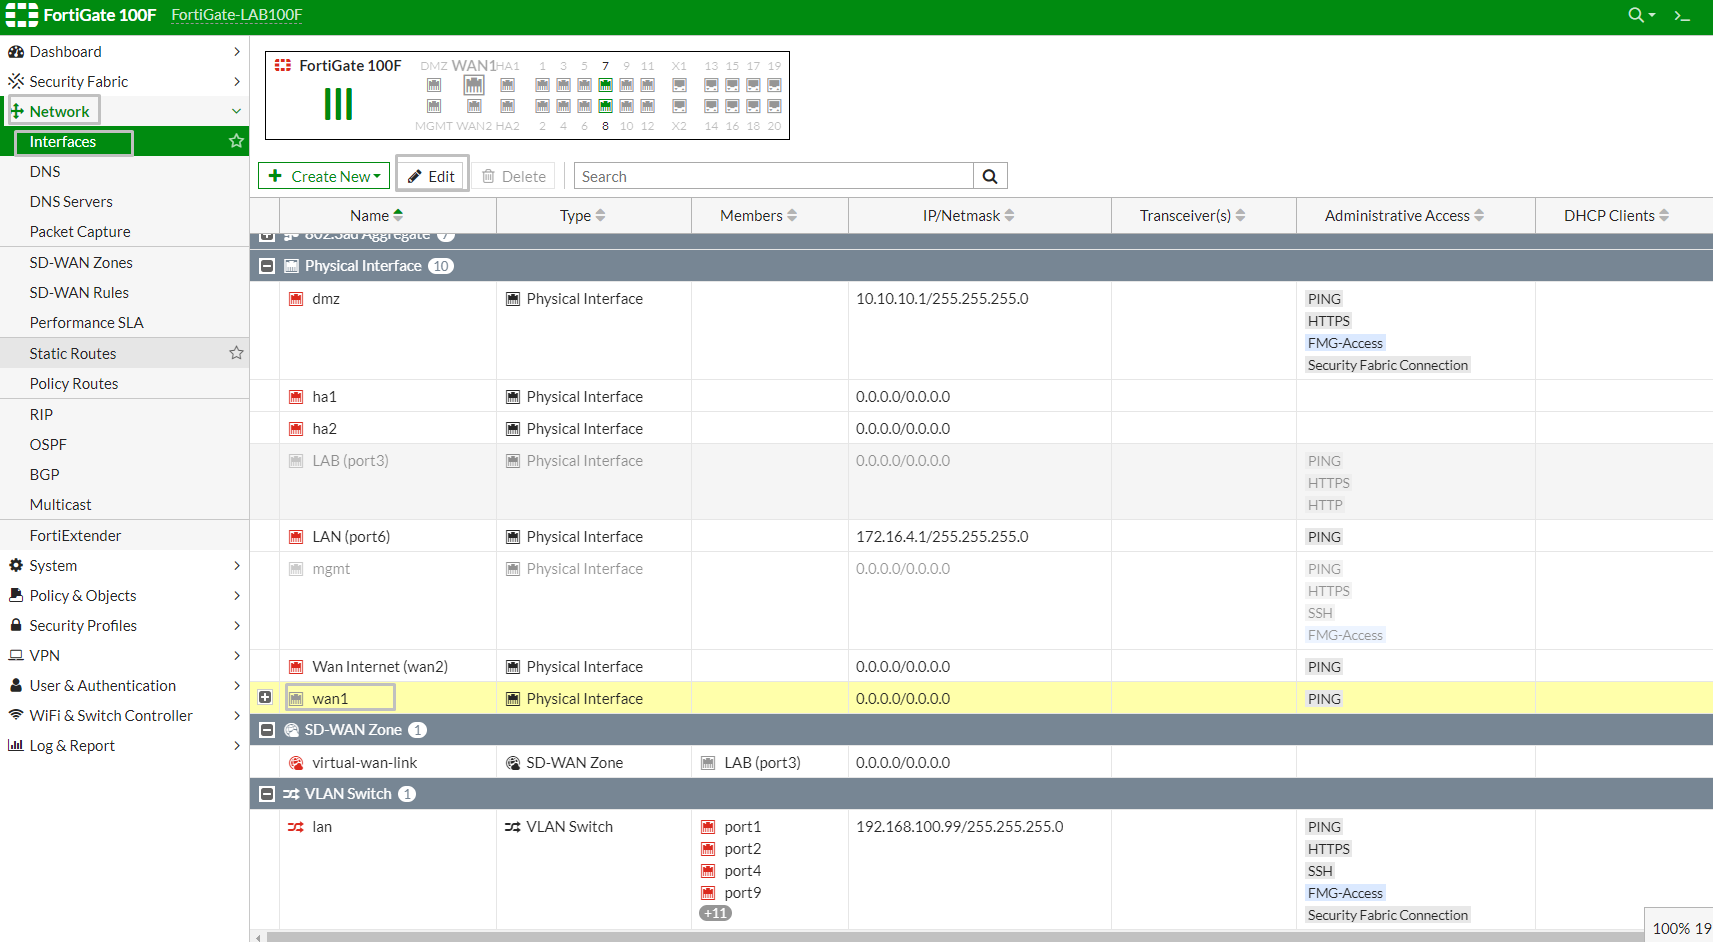 FortiGate 100F FortiGate-LAB100F
Dashboard
Security Fabric
Network
Interfaces
DNS
DNS Servers
Packet Capture
SD-WAN Zones
SD-WAN Rules
Performance SLA
Static Routes
Policy Routes
RIP
OSPF
BGP
Multicast
FortiExtender
System
Policy & Objects
Security Profiles
VPN
User & Authentication
WiFi & Switch Controller
Log & Report
FortiGate 100F DMZ WAN1 HA1 1 3 5 7 9 11 X1 13 15 17 19
MGMT WAN2 HA2 2 4 6 8 10 12 X2 14 16 18 20
Create New Edit Delete Search
Name Type Members IP/Netmask Transceiver(s) Administrative Access DHCP Clients
802.3ad Aggregate 7
Physical Interface 10
dmz Physical Interface 10.10.10.1/255.255.255.0 PING
HTTPS
FMG-Access
Security Fabric Connection
ha1 Physical Interface 0.0.0.0/0.0.0.0
ha2 Physical Interface 0.0.0.0/0.0.0.0
LAB (port3) Physical Interface 0.0.0.0/0.0.0.0 PING
HTTPS
HTTP
LAN (port6) Physical Interface 172.16.4.1/255.255.255.0 PING
mgmt Physical Interface 0.0.0.0/0.0.0.0 PING
HTTPS
SSH
FMG-Access
Wan Internet (wan2) Physical Interface 0.0.0.0/0.0.0.0 PING
wan1 Physical Interface 0.0.0.0/0.0.0.0 PING
SD-WAN Zone 1
virtual-wan-link SD-WAN Zone LAB (port3) 0.0.0.0/0.0.0.0
VLAN Switch 1
lan VLAN Switch port1 192.168.100.99/255.255.255.0 PING
port2 HTTPS
port4 SSH
port9 FMG-Access
+11 Security Fabric Connection
100% 19